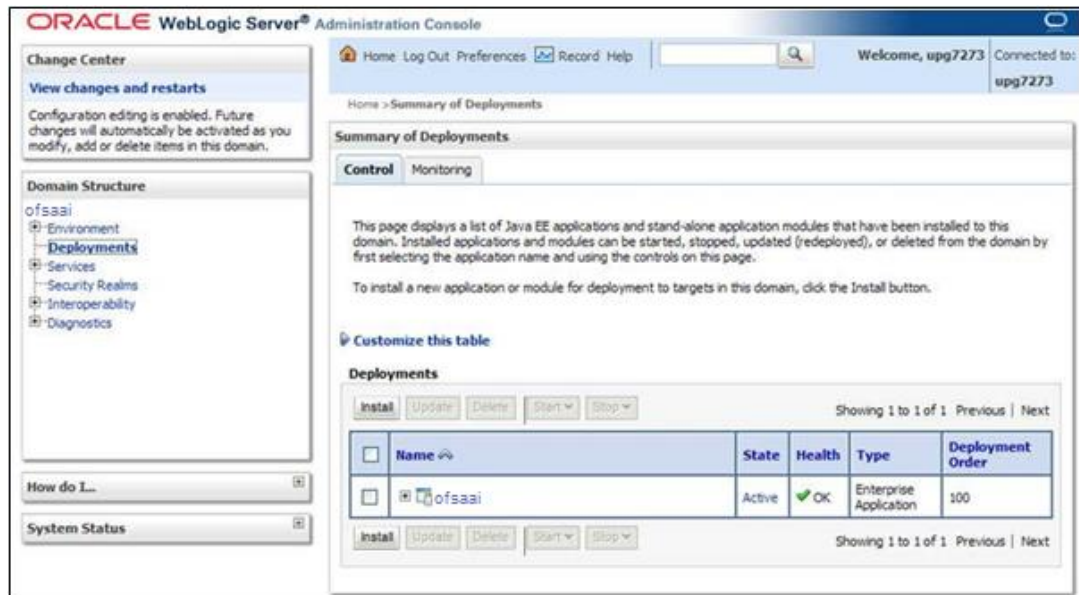 ORACLE WebLogic Server® Administration Console
Change Center
View changes and restarts
Configuration editing is enabled. Future
changes will automatically be activated as you
modify, add or delete items in this domain.
Domain Structure
ofsaai
Environment
Deployments
Services
Security Realms
Interoperability
Diagnostics
How do I...
System Status
Home Log Out Preferences Record Help
Welcome, upg7273
Connected to:
upg7273
Home >Summary of Deployments
Summary of Deployments
Control Monitoring
This page displays a list of Java EE applications and stand-alone application modules that have been installed to this
domain. Installed applications and modules can be started, stopped, updated (redeployed), or deleted from the domain by
first selecting the application name and using the controls on this page.
To install a new application or module for deployment to targets in this domain, click the Install button.
Customize this table
Deployments
Install Update Delete Start Stop
Showing 1 to 1 of 1 Previous | Next
Name State Health Type Deployment
Order
ofsaai Active OK Enterprise
Application 100
Install Update Delete Start Stop
Showing 1 to 1 of 1 Previous | Next